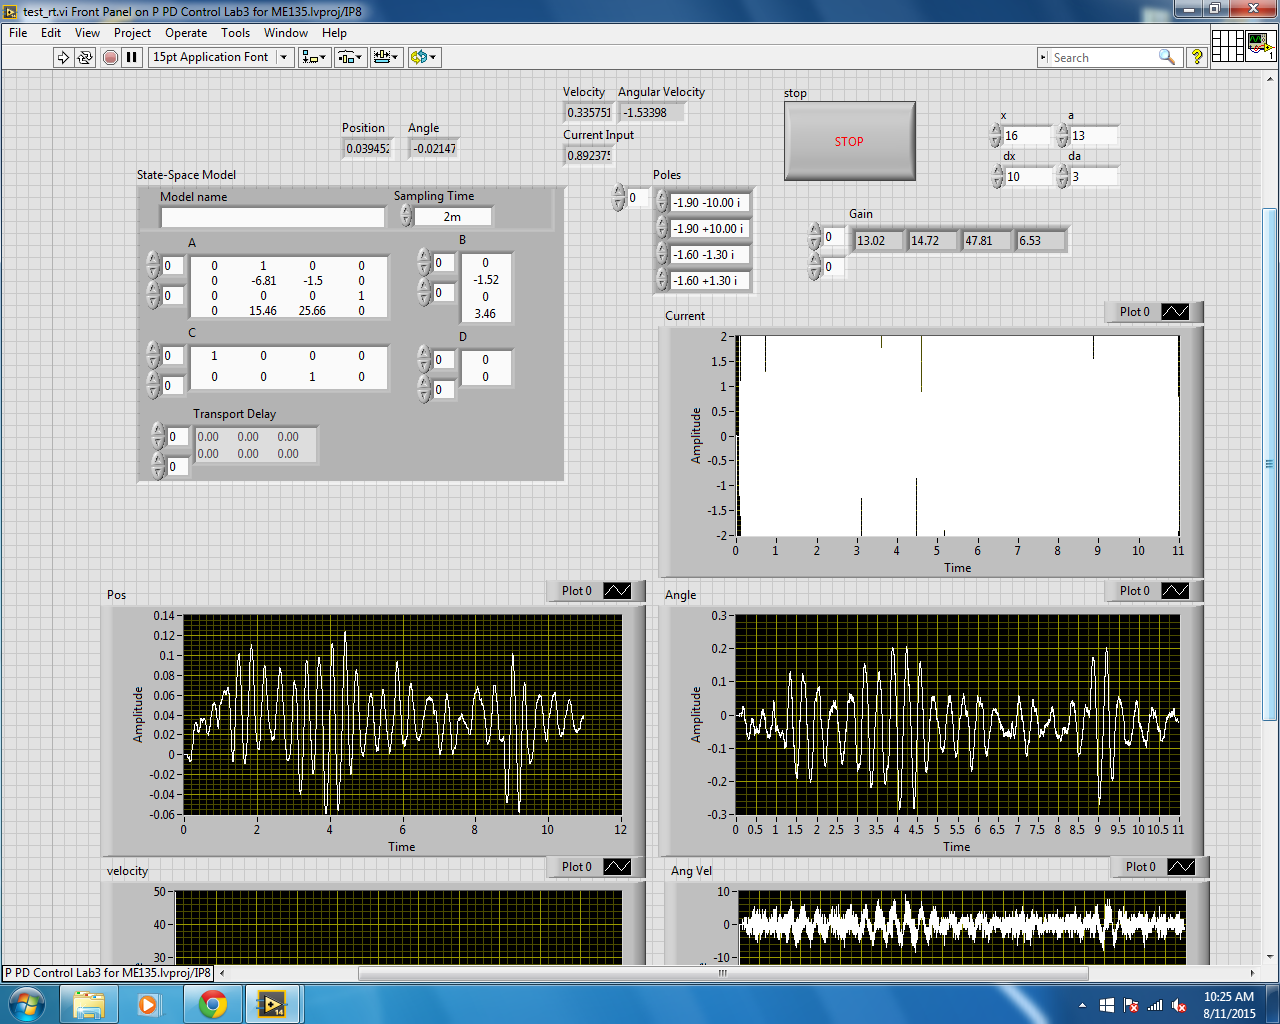 test_rt.vi Front Panel on P PD Control Lab3 for ME135.lvproj/IP8
File Edit View Project Operate Tools Window Help
15pt Application Font
Search
?
1
Velocity Angular Velocity
0.335751 -1.53398
Current Input
0.892375
Position Angle
0.039452 -0.02147
stop
STOP
x a
16 13
dx da
10 3
State-Space Model
Model name
Sampling Time
2m
A
0
0
0 1 0 0
0 -6.81 -1.5 0
0 0 0 1
0 15.46 25.66 0
B
0
0
0
-1.52
0
3.46
C
0
0
1 0 0 0
0 0 1 0
D
0
0
0
0
Transport Delay
0
0
0.00 0.00 0.00
0.00 0.00 0.00
Poles
0
-1.90 -10.00 i
-1.90 +10.00 i
-1.60 -1.30 i
-1.60 +1.30 i
Gain
0
0
13.02 14.72 47.81 6.53
Current
Plot 0
Amplitude
2
1.5
1
0.5
0
-0.5
-1
-1.5
-2
0 1 2 3 4 5 6 7 8 9 10 11
Time
Pos
Plot 0
Amplitude
0.14
0.12
0.1
0.08
0.06
0.04
0.02
0
-0.02
-0.04
-0.06
0 2 4 6 8 10 12
Time
Angle
Plot 0
Amplitude
0.3
0.2
0.1
0
-0.1
-0.2
-0.3
0 0.5 1 1.5 2 2.5 3 3.5 4 4.5 5 5.5 6 6.5 7 7.5 8 8.5 9 9.5 10 10.5 11
Time
velocity
Plot 0
50
40
30
Ang Vel
Plot 0
10
0
-10
P PD Control Lab3 for ME135.lvproj/IP8
14
10:25 AM
8/11/2015